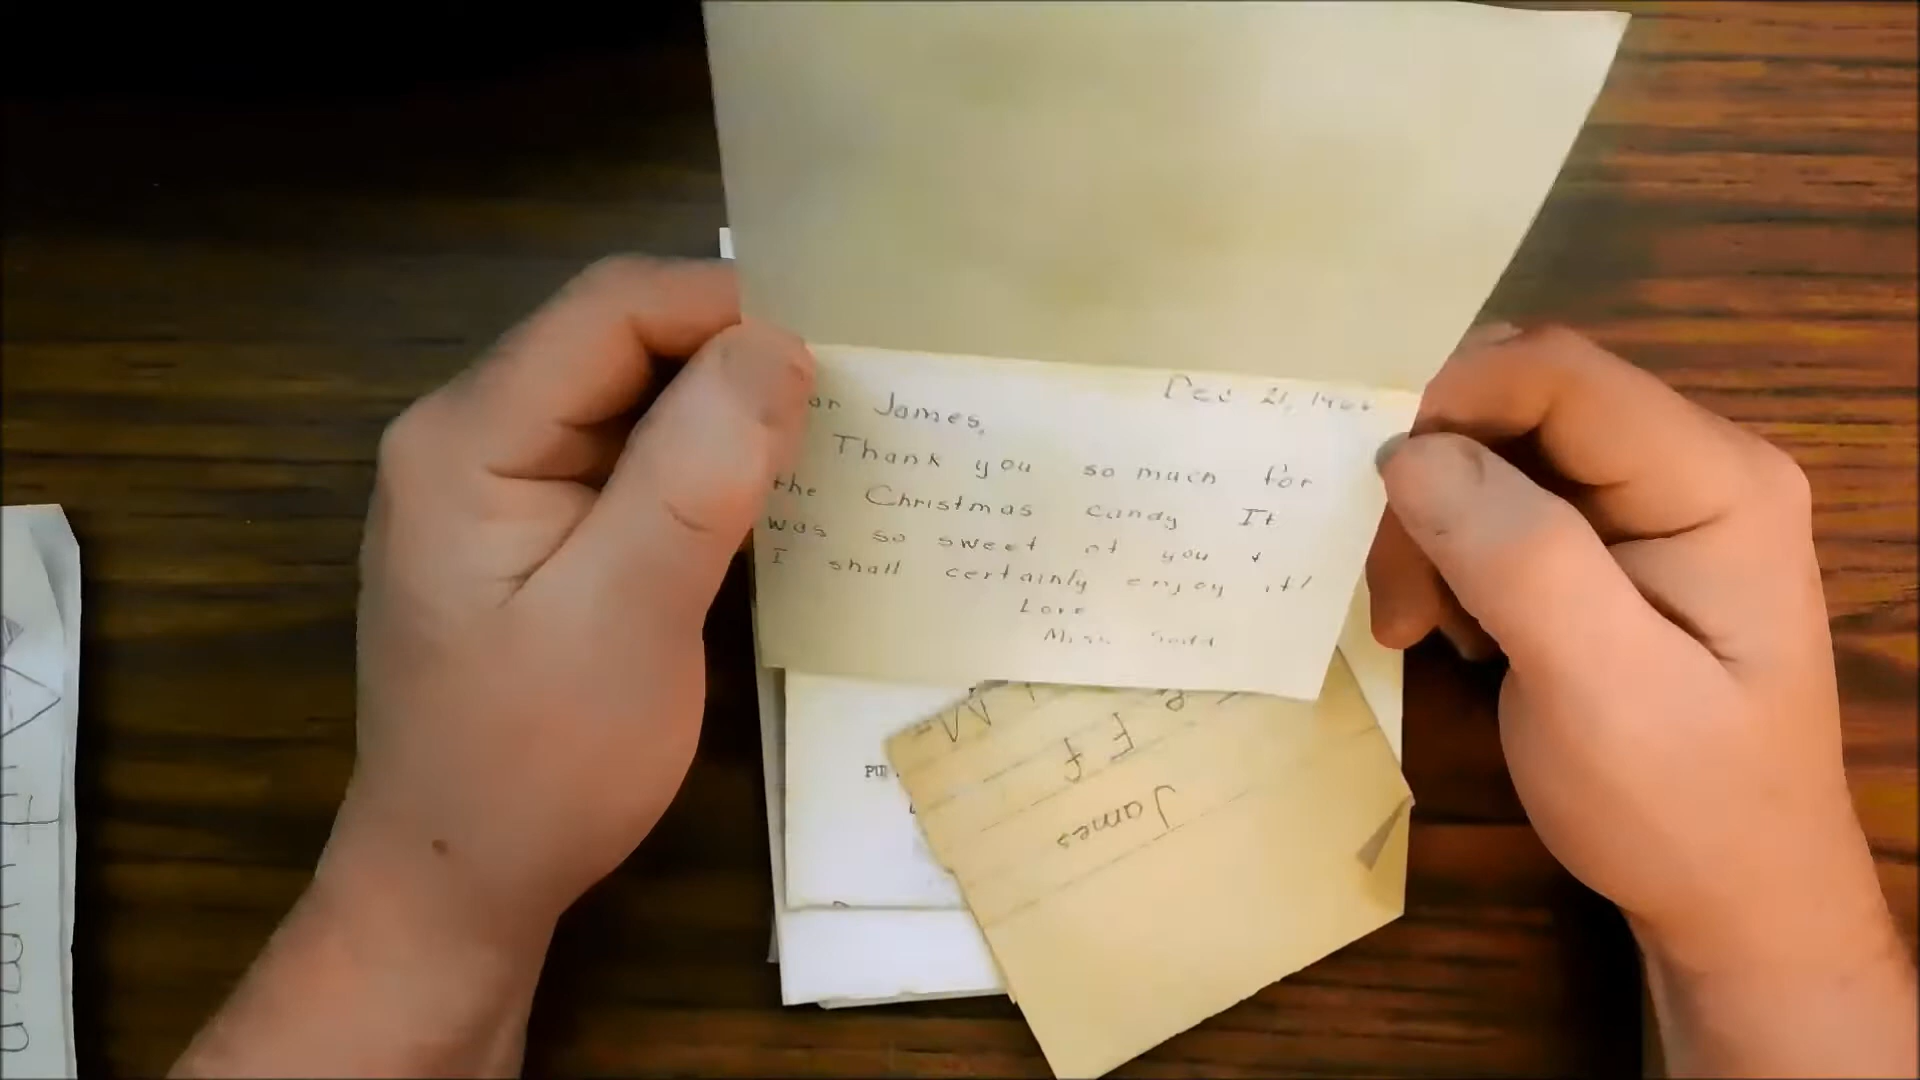 Dec 21,
James,
Thank you so much for
the Christmas candy It
was so sweet of you &
I shall certainly enjoy it!
Love
Miss
F f
James